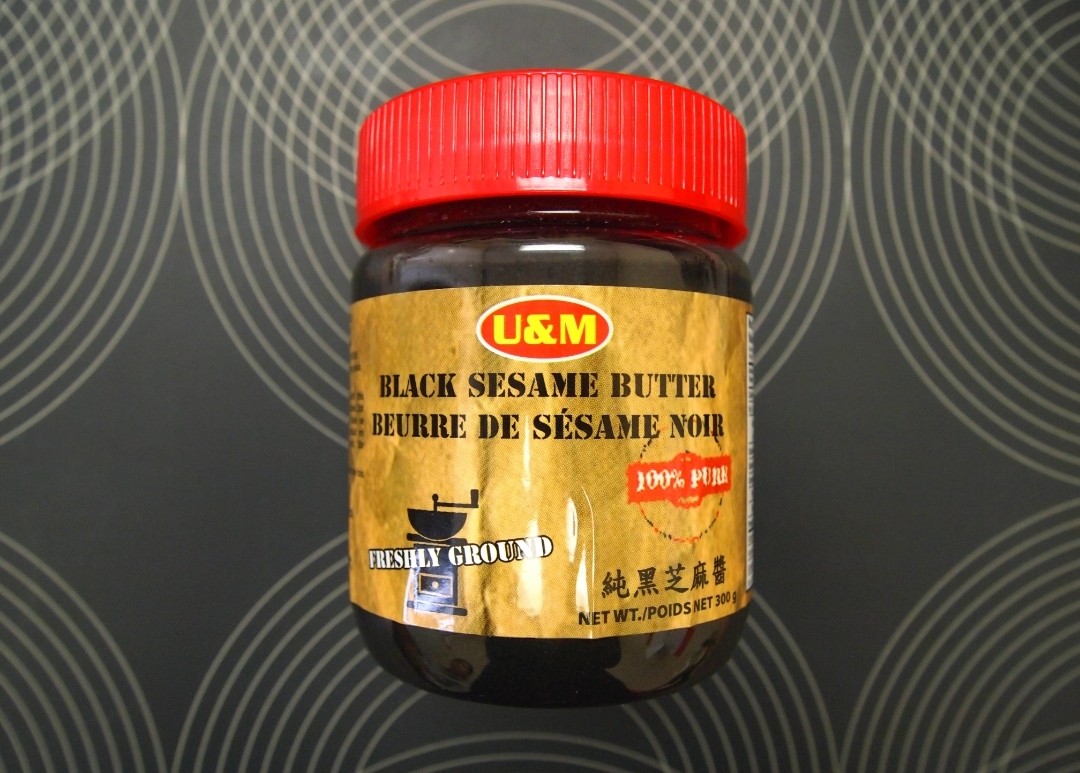 U&M
BLACK SESAME BUTTER
BEURRE DE SÉSAME NOIR
100% PURE
FRESHLY GROUND
純黑芝麻醬
NET WT./POIDS NET 300 g